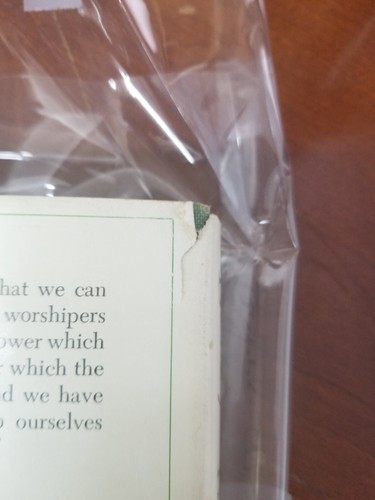 hat we can
worshipers
ower which
which the
d we have
ourselves